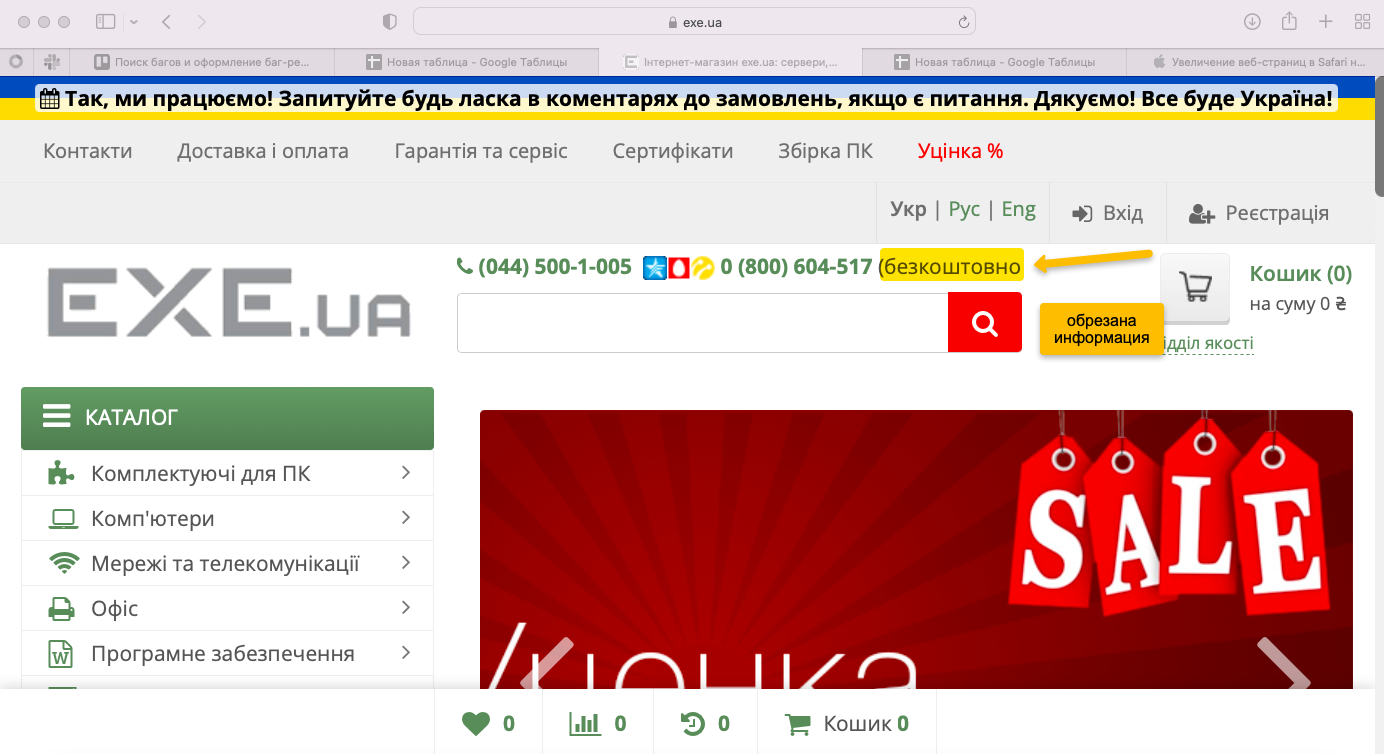 exe.ua
Поиск багов и оформление баг-ре...
Новая таблица - Google Таблицы
Інтернет-магазин exe.ua: сервери,...
Новая таблица - Google Таблицы
Увеличение веб-страниц в Safari н...
Так, ми працюємо! Запитуйте будь ласка в коментарях до замовлень, якщо є питання. Дякуємо! Все буде Україна!
Контакти Доставка і оплата Гарантія та сервіс Сертифікати Збірка ПК Уцінка %
Укр | Рус | Eng Вхід Реєстрація
EXE.UA
(044) 500-1-005 0 (800) 604-517 (безкоштовно
Кошик (0)
на суму 0 ₴
обрезана
информация
ідділ якості
КАТАЛОГ
Комплектуючі для ПК
Комп'ютери
Мережі та телекомунікації
Офіс
Програмне забезпечення
SALE
Уценка
0 0 0 Кошик 0